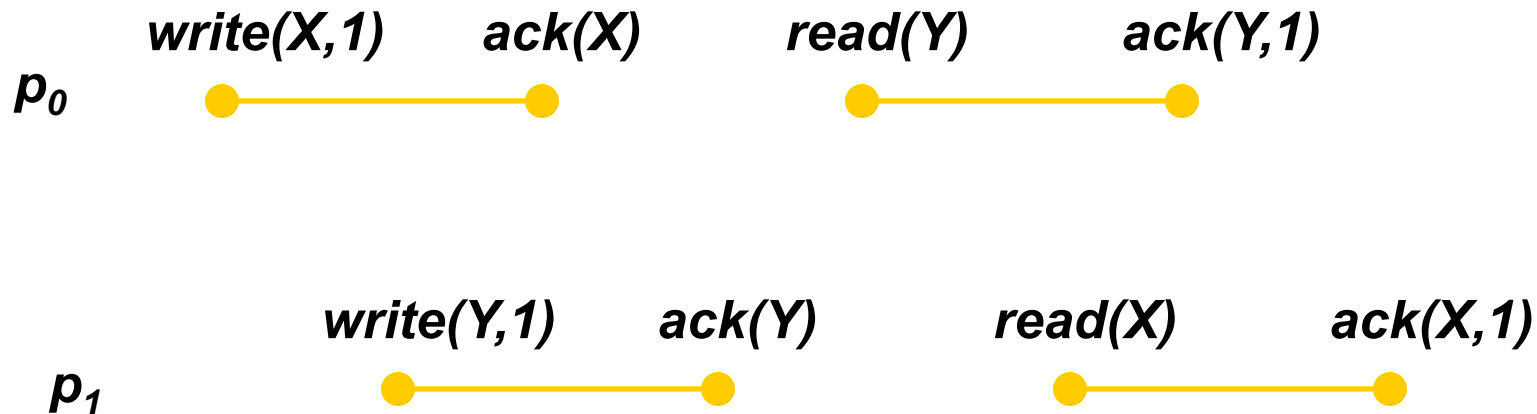 write(X,1) ack(X) read(Y) ack(Y,1)
p0
write(Y,1) ack(Y) read(X) ack(X,1)
p1